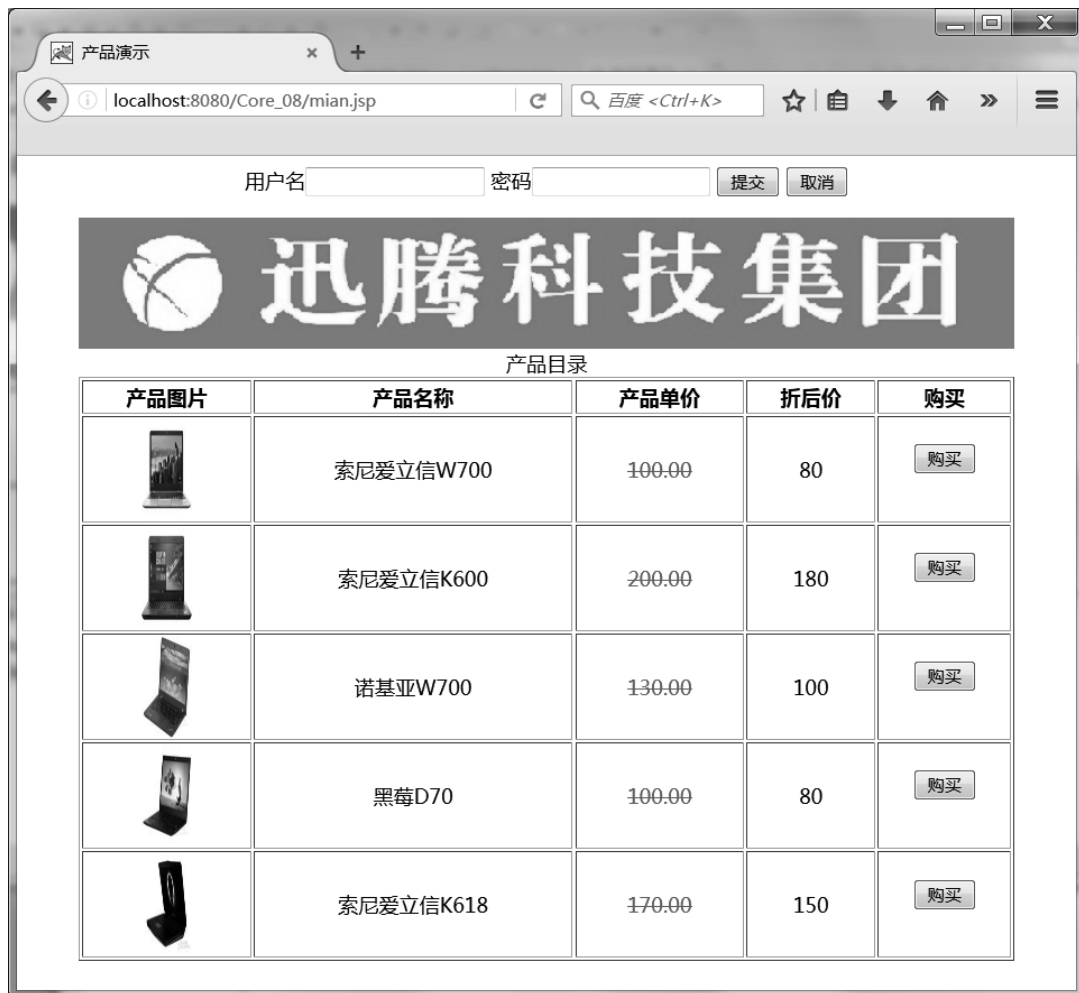 产品演示
localhost:8080/Core_08/mian.jsp
百度 <Ctrl+K>
用户名 密码 提交 取消
迅腾科技集团
产品目录
产品图片 产品名称 产品单价 折后价 购买
索尼爱立信W700 100.00 80 购买
索尼爱立信K600 200.00 180 购买
诺基亚W700 130.00 100 购买
黑莓D70 100.00 80 购买
索尼爱立信K618 170.00 150 购买